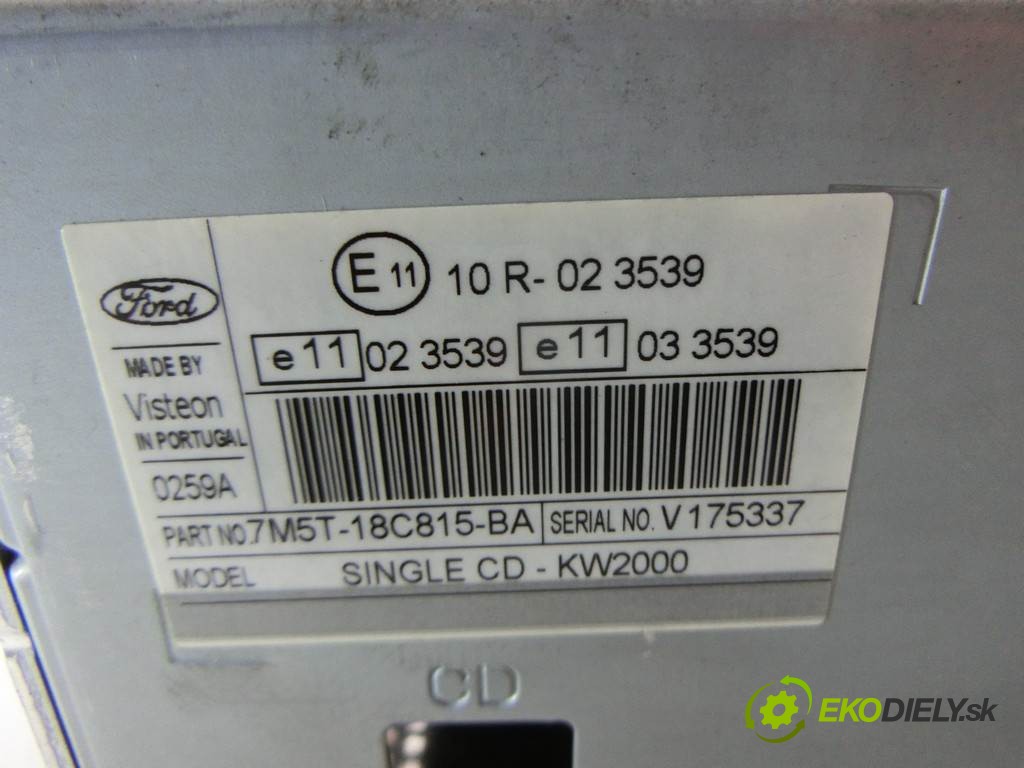 E 11 10 R- 02 3539
e 11 02 3539 e 11 03 3539
Ford
MADE BY
Visteon
IN PORTUGAL
0259A
PART NO. 7M5T-18C815-BA SERIAL NO. V 175337
MODEL SINGLE CD - KW2000
CD
EKODIELY.sk